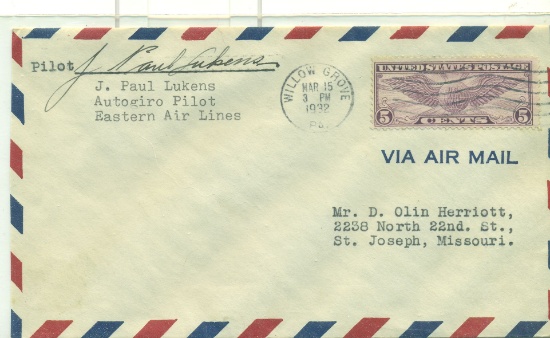 Pilot J. Paul Lukens
J. Paul Lukens
Autogiro Pilot
Eastern Air Lines
WILLOW GROVE
MAR 15
3 PM
1932
PA.
UNITED STATES POSTAGE
5 CENTS 5
VIA AIR MAIL
Mr. D. Olin Herriott,
2238 North 22nd. St.,
St. Joseph, Missouri.